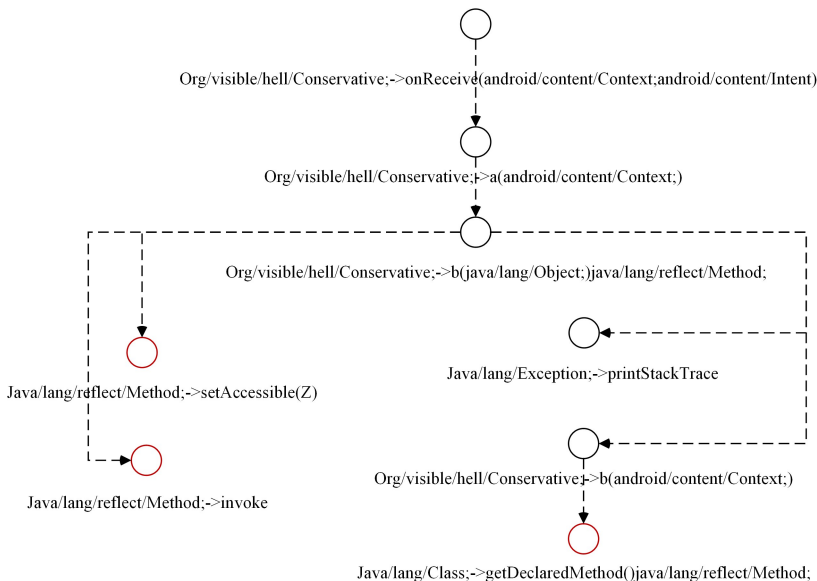 Org/visible/hell/Conservative;->onReceive(android/content/Context;android/content/Intent)
Org/visible/hell/Conservative;->a(android/content/Context;)
Org/visible/hell/Conservative;->b(java/lang/Object;)java/lang/reflect/Method;
Java/lang/Exception;->printStackTrace
Java/lang/reflect/Method;->setAccessible(Z)
Org/visible/hell/Conservative;->b(android/content/Context;)
Java/lang/reflect/Method;->invoke
Java/lang/Class;->getDeclaredMethod()java/lang/reflect/Method;